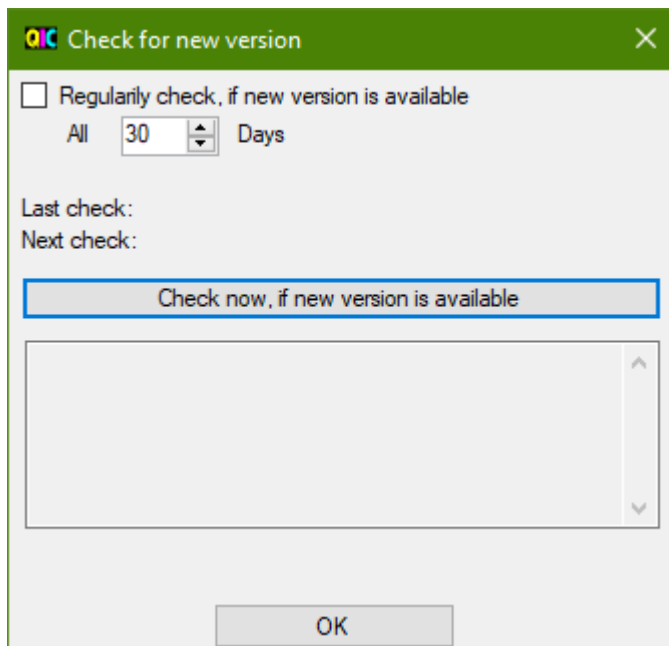 QIC Check for new version
Regularily check, if new version is available
All 30 Days
Last check:
Next check:
Check now, if new version is available
OK